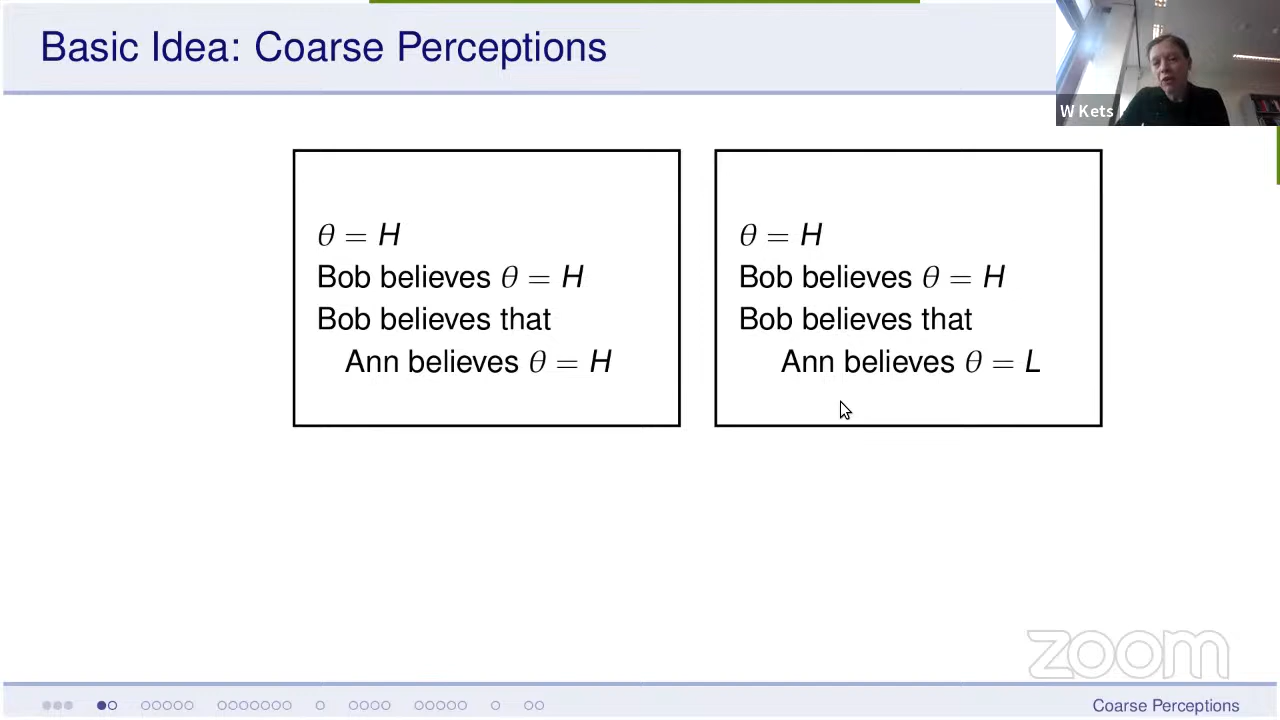 Basic Idea: Coarse Perceptions
W Kets
θ = H
Bob believes θ = H
Bob believes that
Ann believes θ = H
θ = H
Bob believes θ = H
Bob believes that
Ann believes θ = L
zoom
Coarse Perceptions